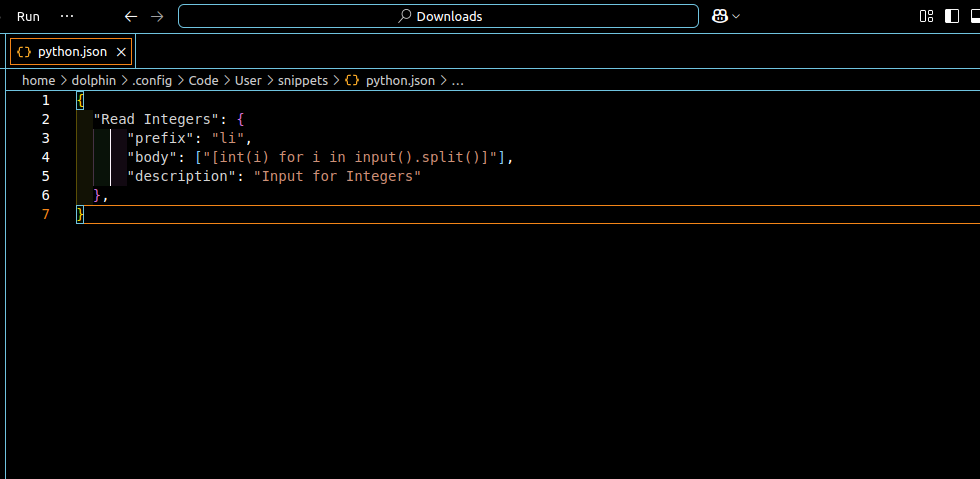 Run ··· Downloads
{} python.json ×
home > dolphin > .config > Code > User > snippets > {} python.json > ...
1 {
2 "Read Integers": {
3 "prefix": "li",
4 "body": ["[int(i) for i in input().split()]"],
5 "description": "Input for Integers"
6 },
7 }